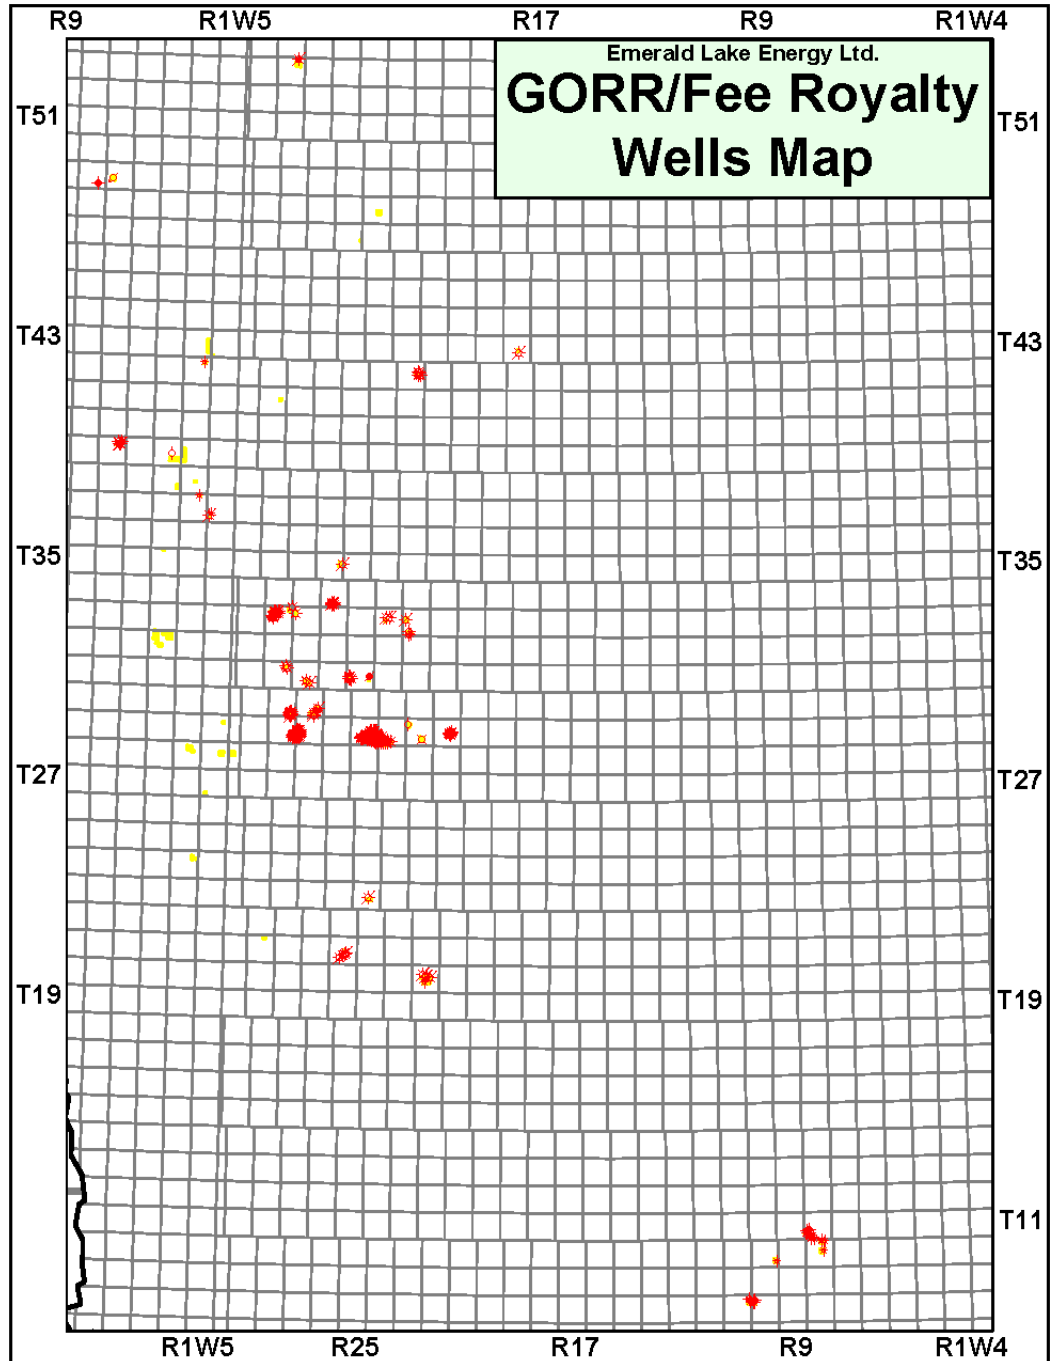 R9 R1W5 R17 R9 R1W4
Emerald Lake Energy Ltd.
GORR/Fee Royalty
Wells Map
T51 T51
T43 T43
T35 T35
T27 T27
T19 T19
T11
R1W5 R25 R17 R9 R1W4